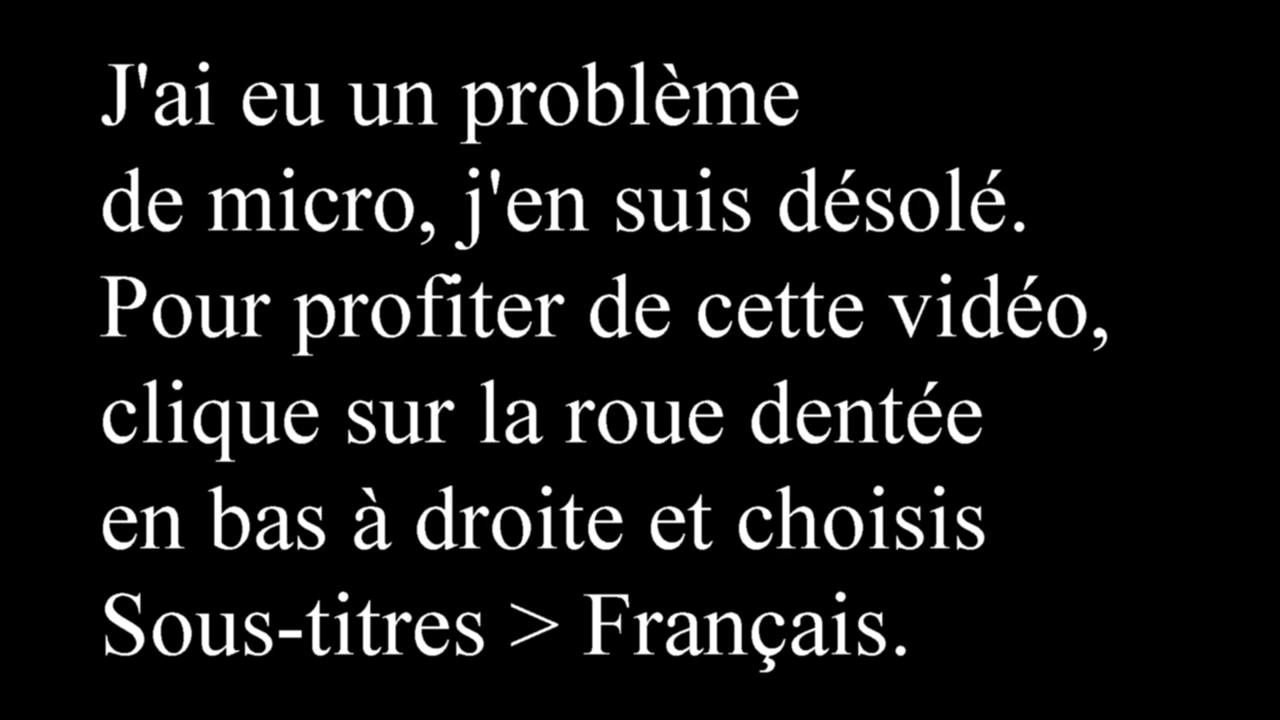 J'ai eu un problème
de micro, j'en suis désolé.
Pour profiter de cette vidéo,
clique sur la roue dentée
en bas à droite et choisis
Sous-titres > Français.